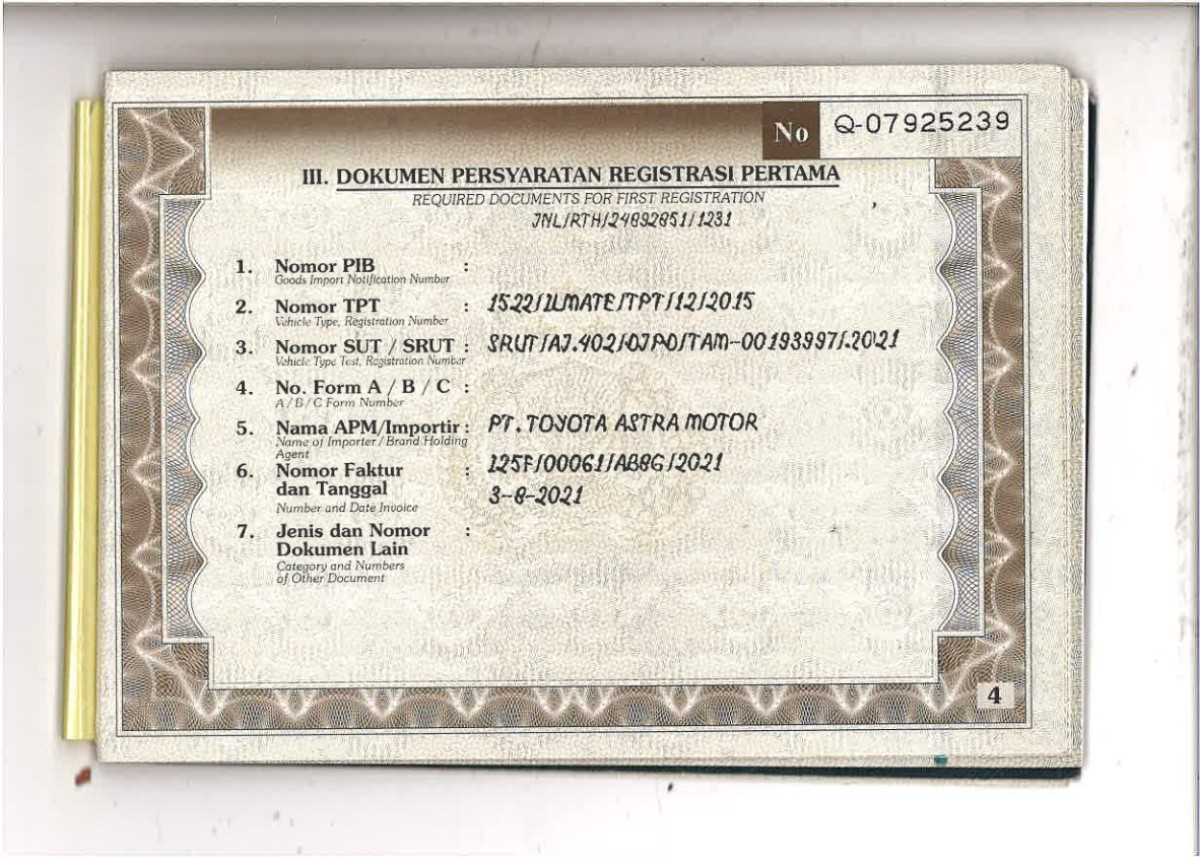 No Q-07925239
III. DOKUMEN PERSYARATAN REGISTRASI PERTAMA
REQUIRED DOCUMENTS FOR FIRST REGISTRATION
JNL/RTH/24892851/1231
1. Nomor PIB :
Goods Import Notification Number
2. Nomor TPT : 1522/ILMATE/TPT/12/2015
Vehicle Type, Registration Number
3. Nomor SUT / SRUT : SRUT/AJ.402/DJPD/TAM-00193997/2021
Vehicle Type Test, Registration Number
4. No. Form A / B / C :
A / B / C Form Number
5. Nama APM/Importir : PT. TOYOTA ASTRA MOTOR
Name of Importer / Brand Holding
Agent
6. Nomor Faktur : 125F/00061/AB8G/2021
dan Tanggal 3-8-2021
Number and Date Invoice
7. Jenis dan Nomor :
Dokumen Lain
Category and Numbers
of Other Document
4